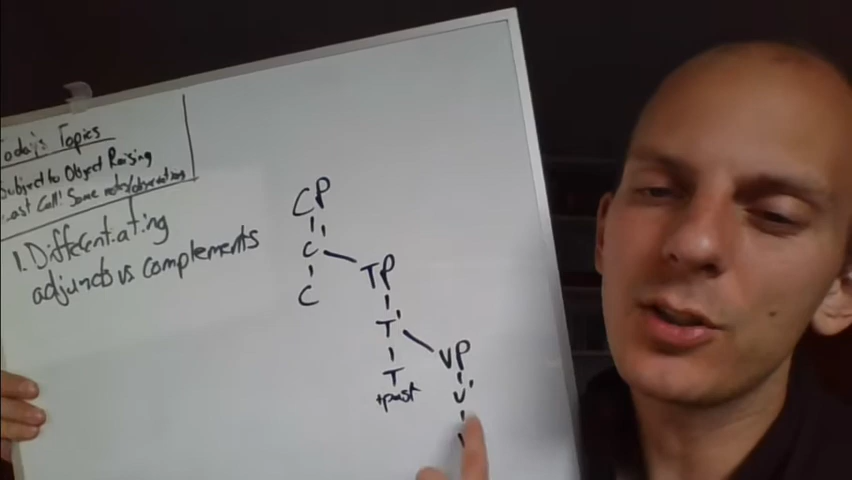 Today's Topics
Subject to Object Raising
Last Call! Some notes/observations
1. Differentiating
adjuncts vs complements
CP
C'
C
TP
T'
T
+past
VP
V'
V